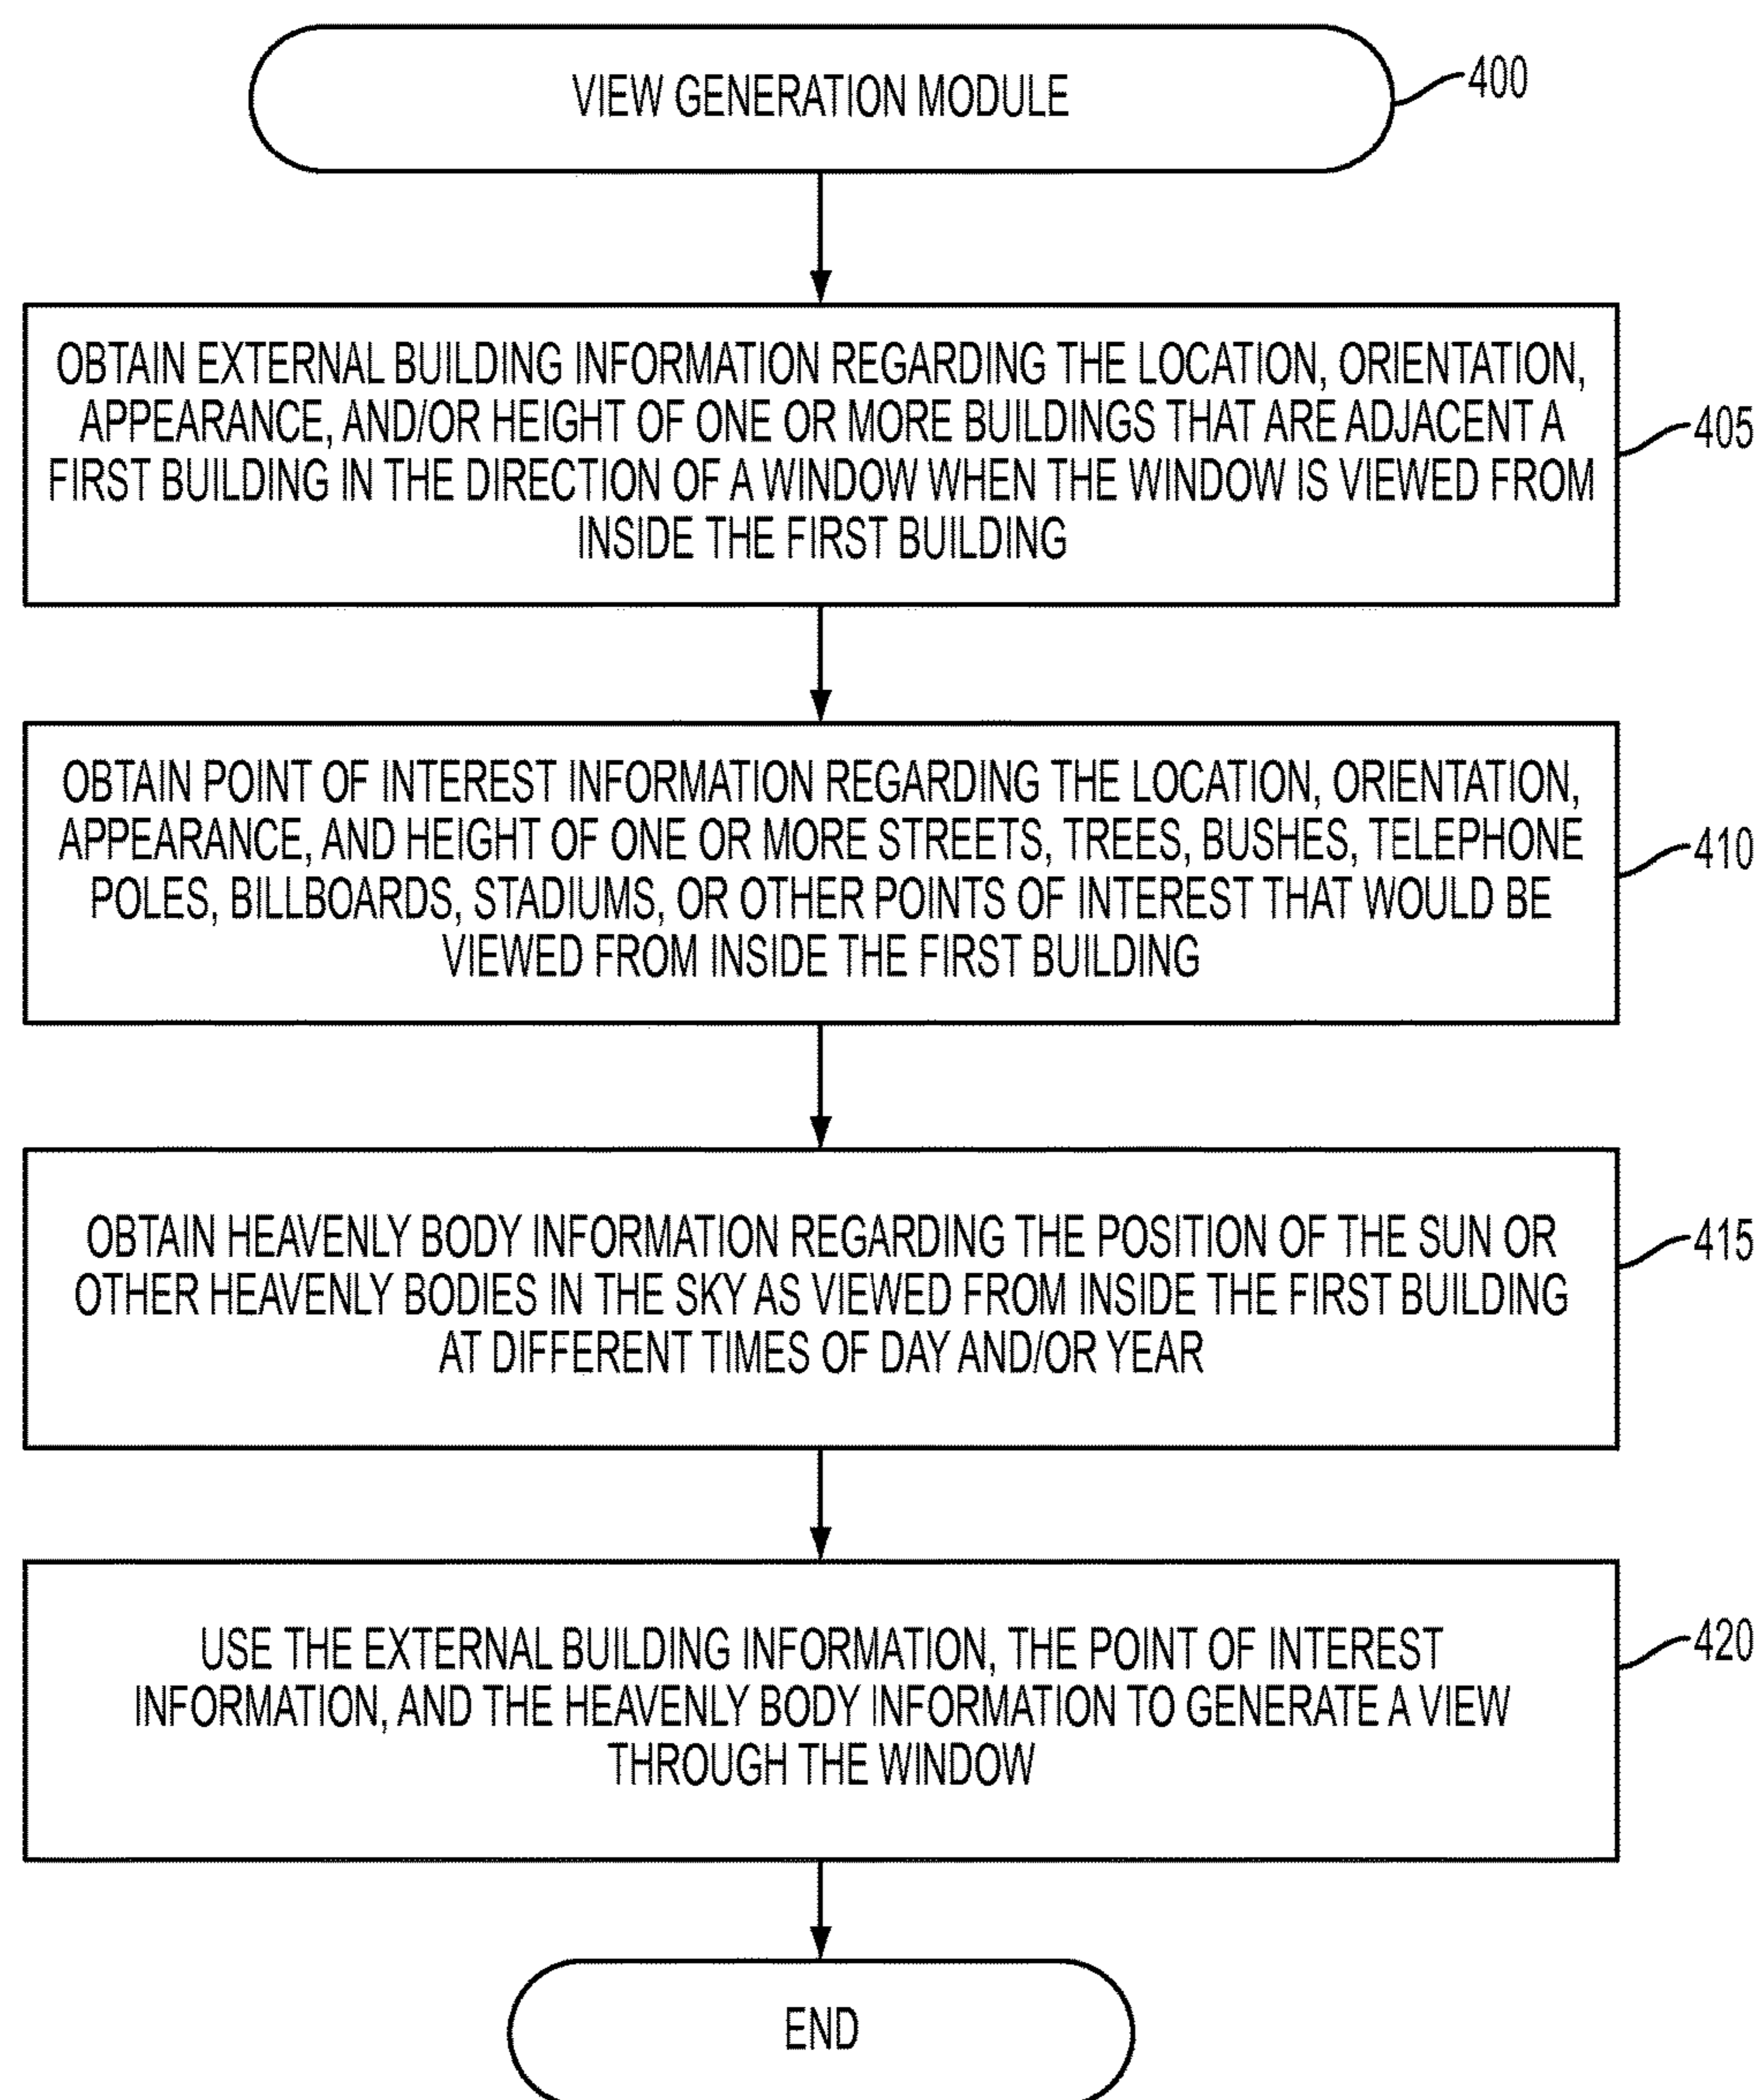 VIEW GENERATION MODULE
400
OBTAIN EXTERNAL BUILDING INFORMATION REGARDING THE LOCATION, ORIENTATION,
APPEARANCE, AND/OR HEIGHT OF ONE OR MORE BUILDINGS THAT ARE ADJACENT A
FIRST BUILDING IN THE DIRECTION OF A WINDOW WHEN THE WINDOW IS VIEWED FROM
INSIDE THE FIRST BUILDING
405
OBTAIN POINT OF INTEREST INFORMATION REGARDING THE LOCATION, ORIENTATION,
APPEARANCE, AND HEIGHT OF ONE OR MORE STREETS, TREES, BUSHES, TELEPHONE
POLES, BILLBOARDS, STADIUMS, OR OTHER POINTS OF INTEREST THAT WOULD BE
VIEWED FROM INSIDE THE FIRST BUILDING
410
OBTAIN HEAVENLY BODY INFORMATION REGARDING THE POSITION OF THE SUN OR
OTHER HEAVENLY BODIES IN THE SKY AS VIEWED FROM INSIDE THE FIRST BUILDING
AT DIFFERENT TIMES OF DAY AND/OR YEAR
415
USE THE EXTERNAL BUILDING INFORMATION, THE POINT OF INTEREST
INFORMATION, AND THE HEAVENLY BODY INFORMATION TO GENERATE A VIEW
THROUGH THE WINDOW
420
END